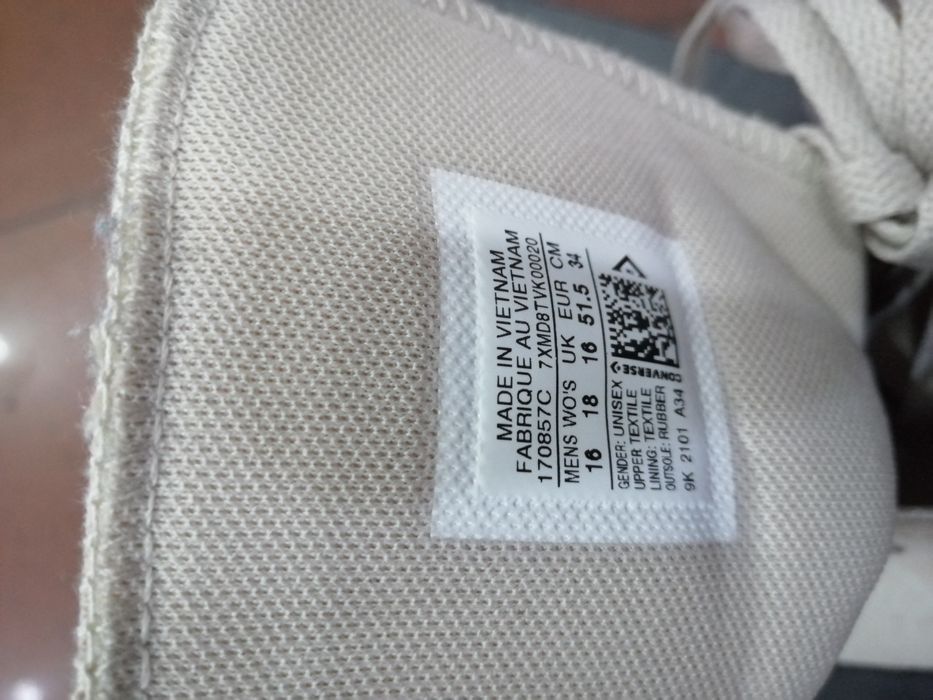 MADE IN VIETNAM
FABRIQUE AU VIETNAM
170857C 7XMD8TVK00020
MENS WO'S UK EUR CM
16 18 16 51.5 34
GENDER: UNISEX
UPPER TEXTILE
LINING: TEXTILE
OUTSOLE: RUBBER
CONVERSE
9K 2101 A34